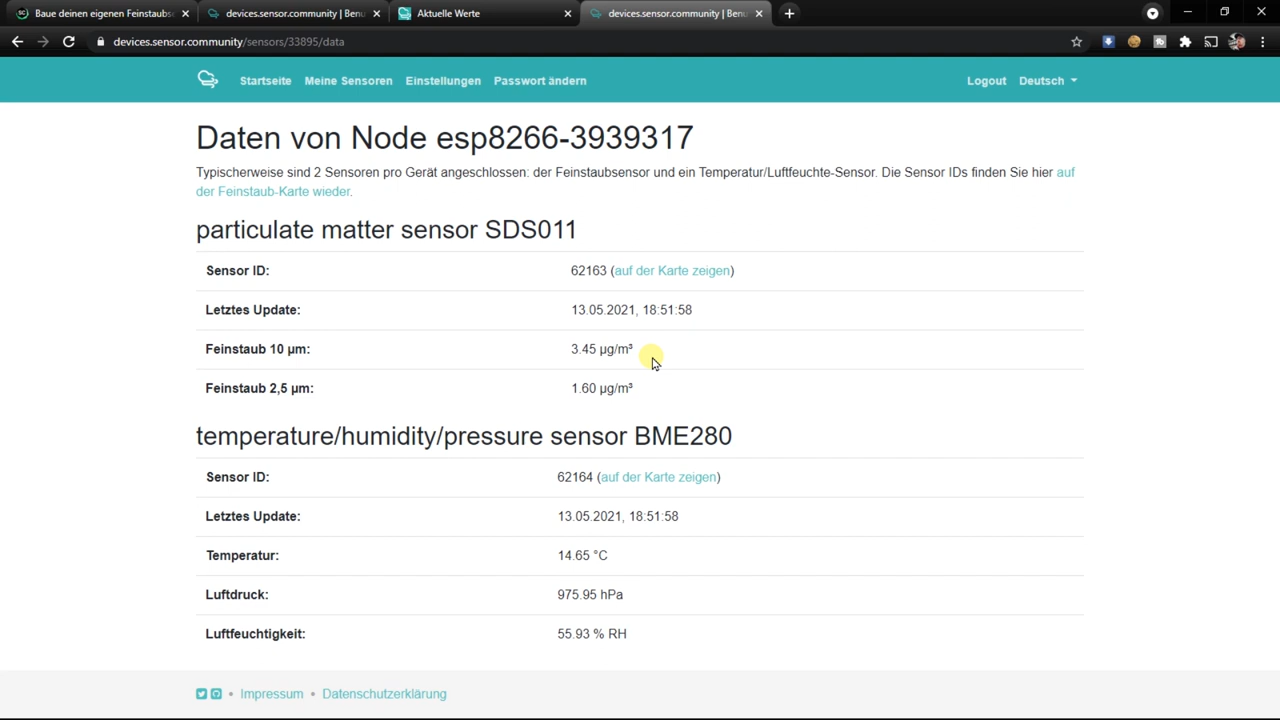 Baue deinen eigenen Feinstaubs
devices.sensor.community | Benu
Aktuelle Werte
devices.sensor.community | Benu
devices.sensor.community/sensors/33895/data
Startseite Meine Sensoren Einstellungen Passwort ändern Logout Deutsch
Daten von Node esp8266-3939317
Typischerweise sind 2 Sensoren pro Gerät angeschlossen: der Feinstaubsensor und ein Temperatur/Luftfeuchte-Sensor. Die Sensor IDs finden Sie hier auf
der Feinstaub-Karte wieder.
particulate matter sensor SDS011
Sensor ID: 62163 (auf der Karte zeigen)
Letztes Update: 13.05.2021, 18:51:58
Feinstaub 10 µm: 3.45 µg/m³
Feinstaub 2,5 µm: 1.60 µg/m³
temperature/humidity/pressure sensor BME280
Sensor ID: 62164 (auf der Karte zeigen)
Letztes Update: 13.05.2021, 18:51:58
Temperatur: 14.65 °C
Luftdruck: 975.95 hPa
Luftfeuchtigkeit: 55.93 % RH
• Impressum • Datenschutzerklärung